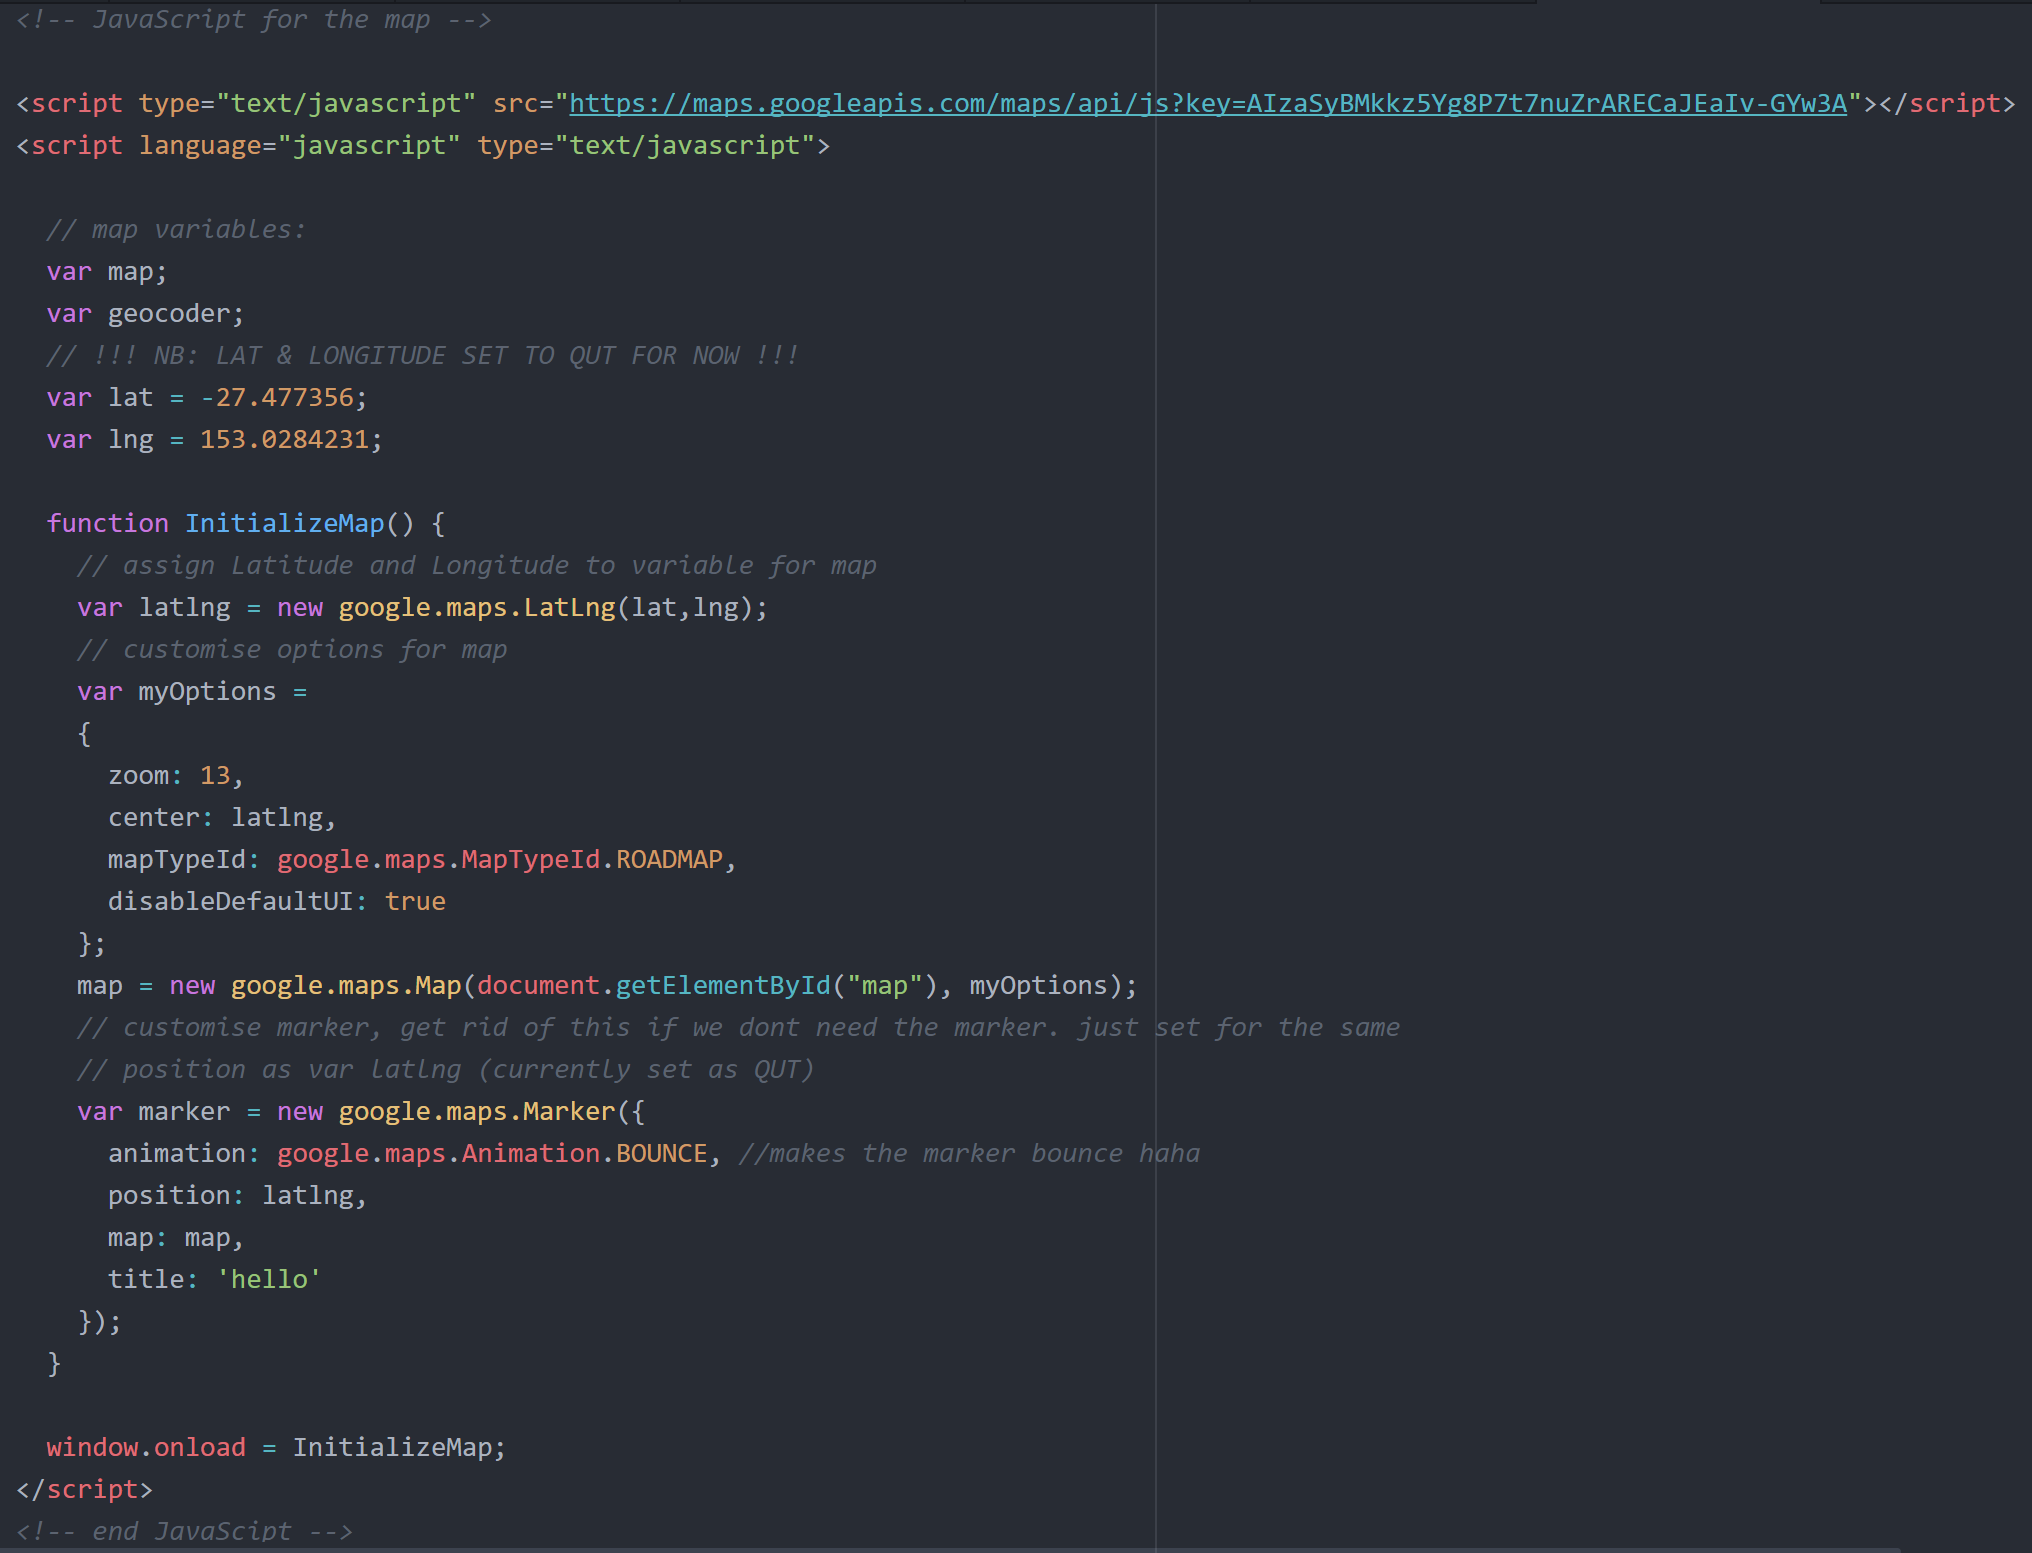 <!-- JavaScript for the map -->
<script type="text/javascript" src="https://maps.googleapis.com/maps/api/js?key=AIzaSyBMkkz5Yg8P7t7nuZrARECaJEaIv-GYw3A"></script>
<script language="javascript" type="text/javascript">
// map variables:
var map;
var geocoder;
// !!! NB: LAT & LONGITUDE SET TO QUT FOR NOW !!!
var lat = -27.477356;
var lng = 153.0284231;
function InitializeMap() {
// assign Latitude and Longitude to variable for map
var latlng = new google.maps.LatLng(lat,lng);
// customise options for map
var myOptions =
{
zoom: 13,
center: latlng,
mapTypeId: google.maps.MapTypeId.ROADMAP,
disableDefaultUI: true
};
map = new google.maps.Map(document.getElementById("map"), myOptions);
// customise marker, get rid of this if we dont need the marker. just set for the same
// position as var latlng (currently set as QUT)
var marker = new google.maps.Marker({
animation: google.maps.Animation.BOUNCE, //makes the marker bounce haha
position: latlng,
map: map,
title: 'hello'
});
}
window.onload = InitializeMap;
</script>
<!-- end JavaScipt -->